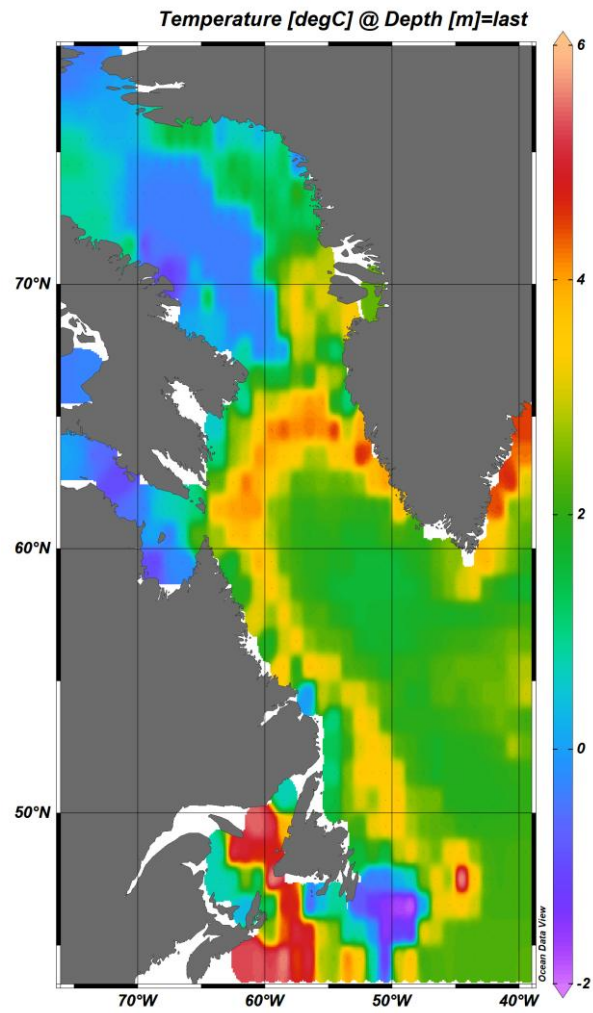 Temperature [degC] @ Depth [m]=last
6
4
2
0
-2
70°N
60°N
50°N
70°W
60°W
50°W
40°W
Ocean Data View